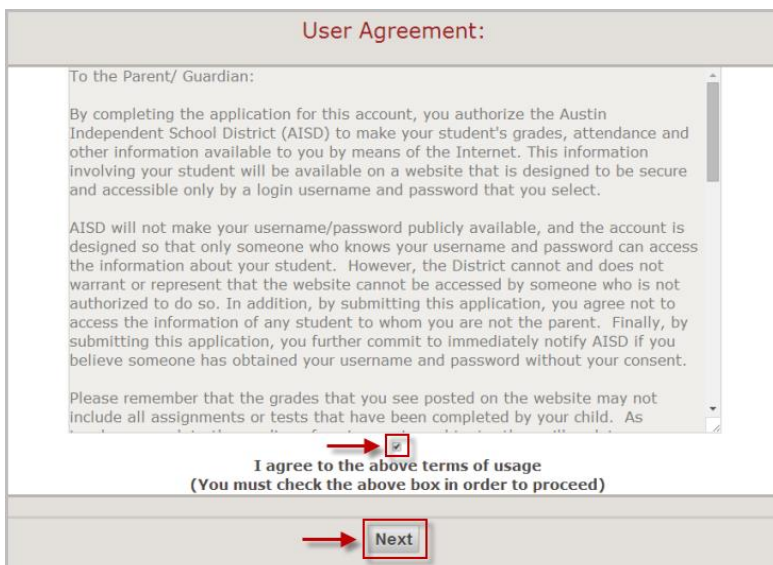 User Agreement:
To the Parent/ Guardian:
By completing the application for this account, you authorize the Austin
Independent School District (AISD) to make your student's grades, attendance and
other information available to you by means of the Internet. This information
involving your student will be available on a website that is designed to be secure
and accessible only by a login username and password that you select.
AISD will not make your username/password publicly available, and the account is
designed so that only someone who knows your username and password can access
the information about your student.  However, the District cannot and does not
warrant or represent that the website cannot be accessed by someone who is not
authorized to do so. In addition, by submitting this application, you agree not to
access the information of any student to whom you are not the parent.  Finally, by
submitting this application, you further commit to immediately notify AISD if you
believe someone has obtained your username and password without your consent.
Please remember that the grades that you see posted on the website may not
include all assignments or tests that have been completed by your child.  As
I agree to the above terms of usage
(You must check the above box in order to proceed)
Next